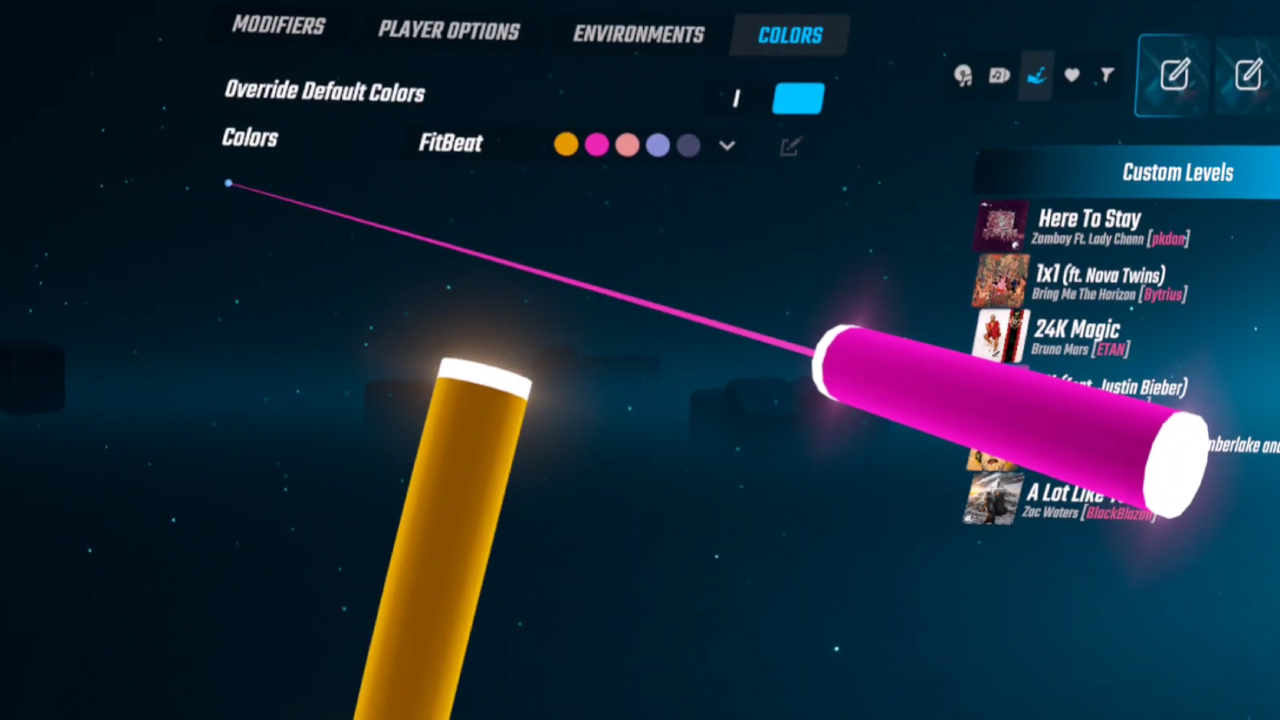 MODIFIERS PLAYER OPTIONS ENVIRONMENTS COLORS
Override Default Colors I
Colors FitBeat
Custom Levels
Here To Stay
Zomboy Ft. Lady Chann [pkdan]
1x1 (ft. Nova Twins)
Bring Me The Horizon [Bytrius]
24K Magic
Bruno Mars [ETAN]
Justin Bieber)
A Lot
Zac Waters